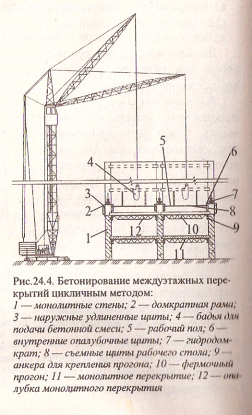 4
5
6
3
7
2
8
1
9
12
10
11
Рис.24.4. Бетонирование междуэтажных пере-
крытий цикличным методом:
1 — монолитные стены; 2 — домкратная рама;
3 — наружные удлиненные щиты; 4 — бадья для
подачи бетонной смеси; 5 — рабочий пол; 6 —
внутренние опалубочные щиты; 7 — гидродом-
крат; 8 — съемные щиты рабочего стола; 9 —
анкера для крепления прогона; 10 — фермочный
прогон; 11 — монолитное перекрытие; 12 — опа-
лубка монолитного перекрытия